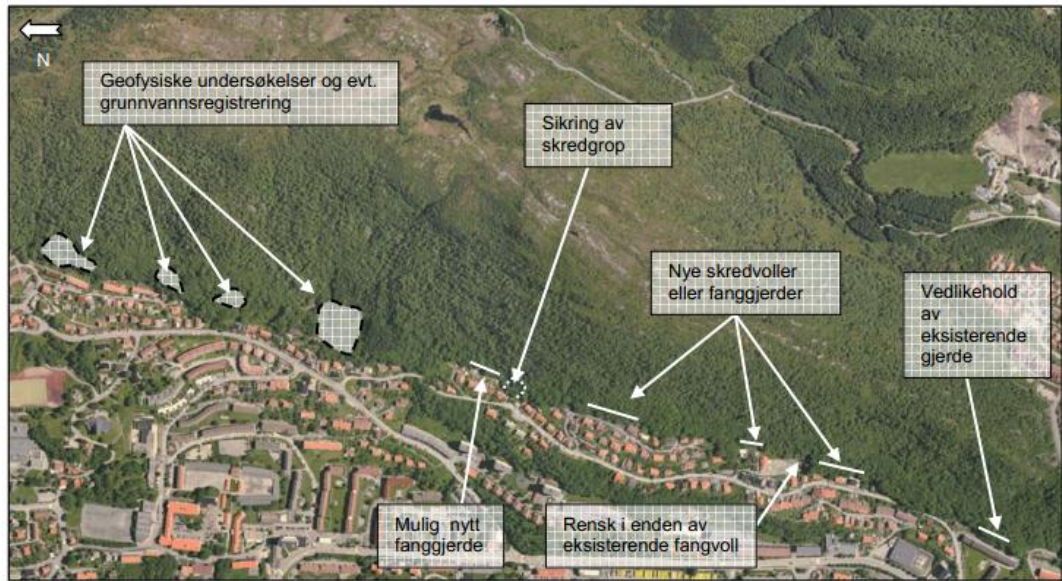 N
Geofysiske undersøkelser og evt.
grunnvannsregistrering
Sikring av
skredgrop
Nye skredvoller
eller fanggjerder
Vedlikehold
av
eksisterende
gjerde
Mulig nytt
fanggjerde
Rensk i enden av
eksisterende fangvoll